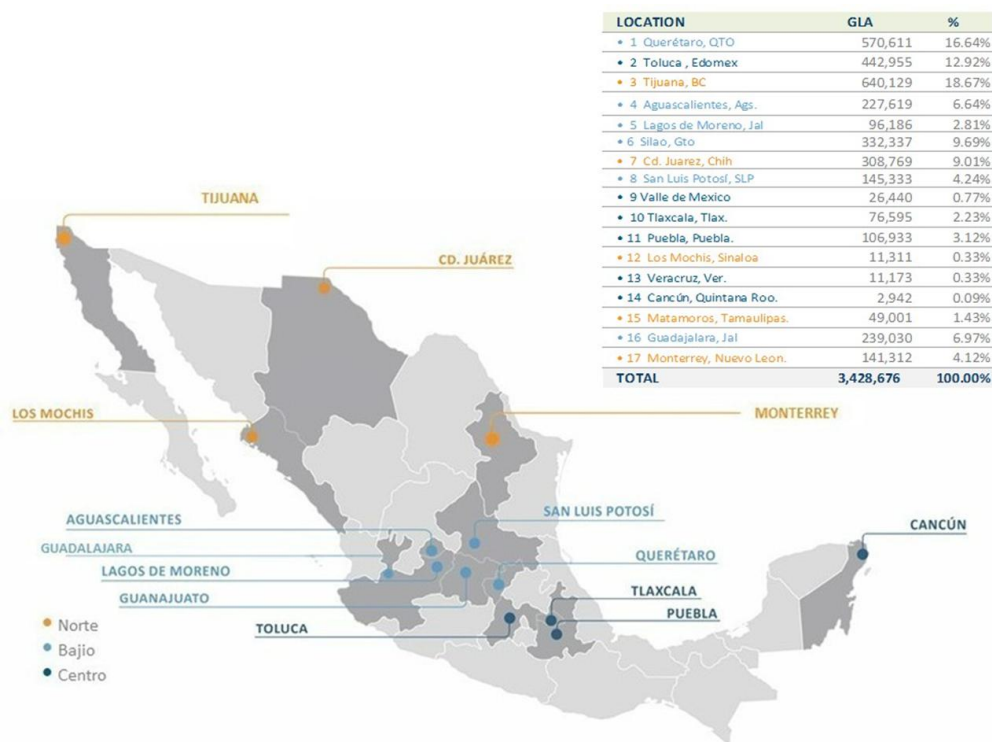 LOCATION GLA %
• 1 Querétaro, QTO 570,611 16.64%
• 2 Toluca , Edomex 442,955 12.92%
• 3 Tijuana, BC 640,129 18.67%
• 4 Aguascalientes, Ags. 227,619 6.64%
• 5 Lagos de Moreno, Jal 96,186 2.81%
• 6 Silao, Gto 332,337 9.69%
• 7 Cd. Juarez, Chih 308,769 9.01%
• 8 San Luis Potosí, SLP 145,333 4.24%
• 9 Valle de Mexico 26,440 0.77%
• 10 Tlaxcala, Tlax. 76,595 2.23%
• 11 Puebla, Puebla. 106,933 3.12%
• 12 Los Mochis, Sinaloa 11,311 0.33%
• 13 Veracruz, Ver. 11,173 0.33%
• 14 Cancún, Quintana Roo. 2,942 0.09%
• 15 Matamoros, Tamaulipas. 49,001 1.43%
• 16 Guadajalara, Jal 239,030 6.97%
• 17 Monterrey, Nuevo Leon. 141,312 4.12%
TOTAL 3,428,676 100.00%
TIJUANA
CD. JUÁREZ
LOS MOCHIS
MONTERREY
AGUASCALIENTES
SAN LUIS POTOSÍ
CANCÚN
GUADALAJARA
QUERÉTARO
LAGOS DE MORENO
TLAXCALA
GUANAJUATO
PUEBLA
TOLUCA
Norte
Bajio
Centro